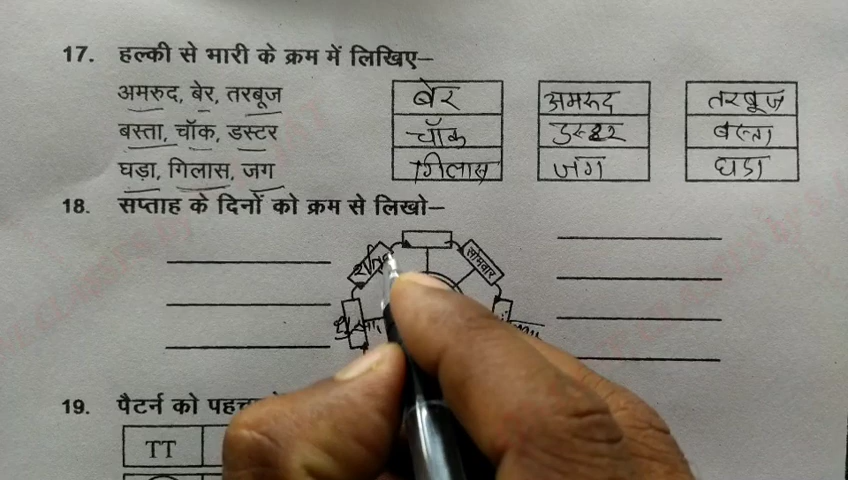 17. हल्की से भारी के क्रम में लिखिए–
अमरुद, बेर, तरबूज बेर अमरुद तरबूज
बस्ता, चॉक, डस्टर चॉक डस्टर बस्ता
घड़ा, गिलास, जग गिलास जग घड़ा
18. सप्ताह के दिनों को क्रम से लिखो–
सोमवार
19. पैटर्न को
TT